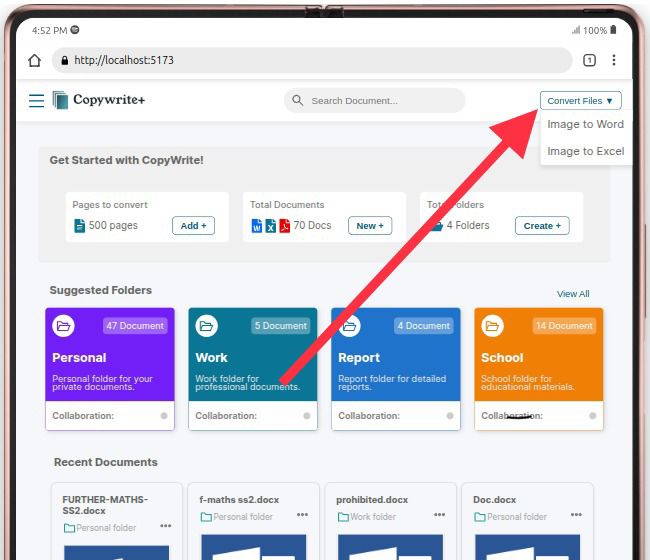 4:52 PM
100%
http://localhost:5173
1
Copywrite+
Search Document...
Convert Files ▼
Image to Word
Image to Excel
Get Started with CopyWrite!
Pages to convert
500 pages
Add +
Total Documents
W X 70 Docs
New +
Total Folders
4 Folders
Create +
Suggested Folders
View All
47 Document
Personal
Personal folder for your
private documents.
Collaboration:
5 Document
Work
Work folder for
professional documents.
Collaboration:
4 Document
Report
Report folder for detailed
reports.
Collaboration:
14 Document
School
School folder for
educational materials.
Collaboration:
Recent Documents
FURTHER-MATHS-
SS2.docx
Personal folder
f-maths ss2.docx
Personal folder
prohibited.docx
Work folder
Doc.docx
Personal folder